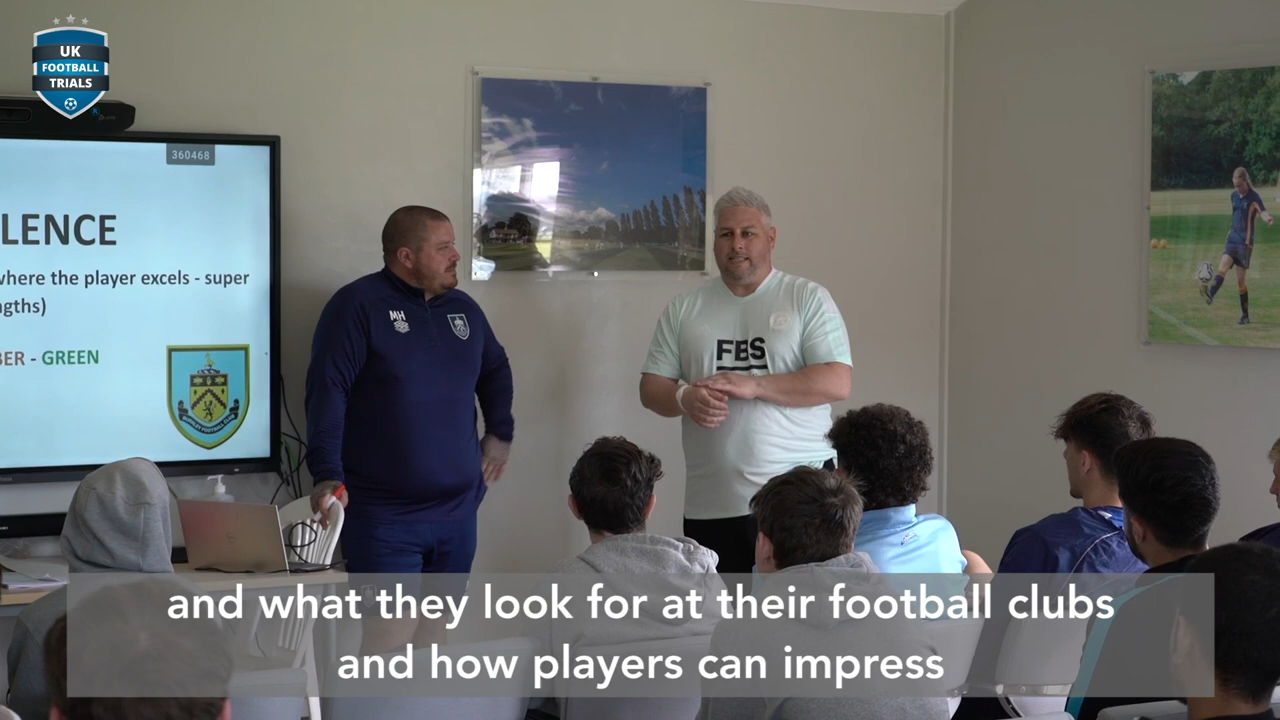 UK
FOOTBALL
TRIALS
360468
LENCE
where the player excels - super
ngths)
BER - GREEN
MH
FBS
and what they look for at their football clubs
and how players can impress